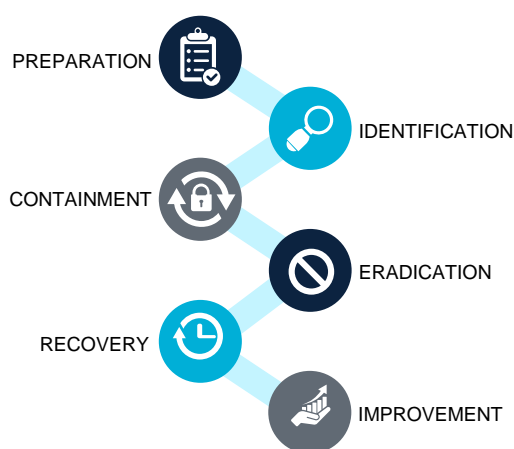 PREPARATION
IDENTIFICATION
CONTAINMENT
ERADICATION
RECOVERY
IMPROVEMENT